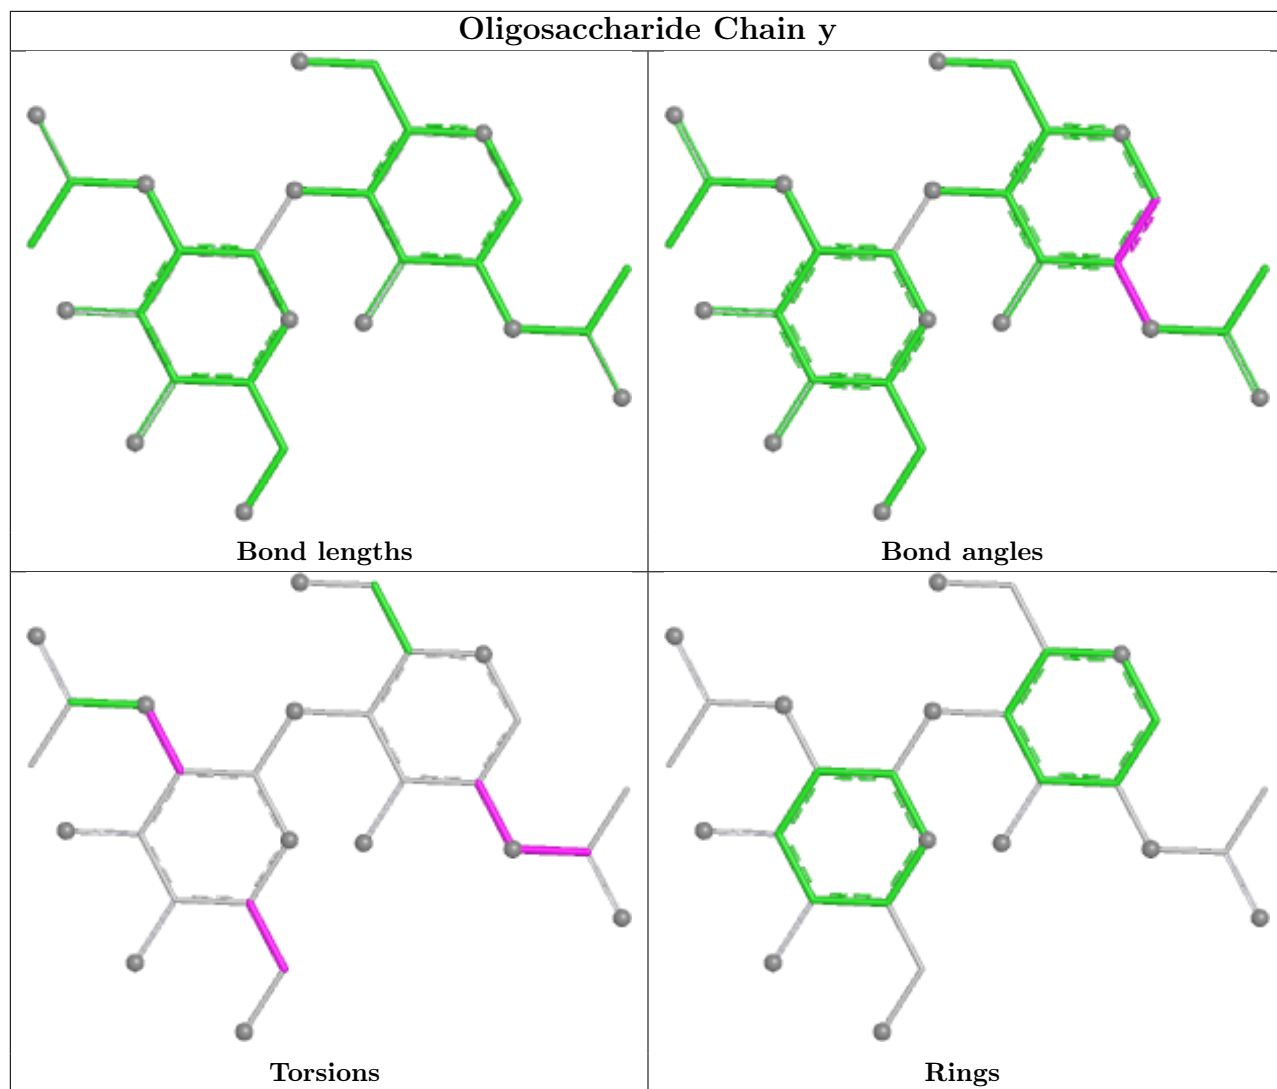 Oligosaccharide Chain y
Bond lengths
Bond angles
Torsions
Rings